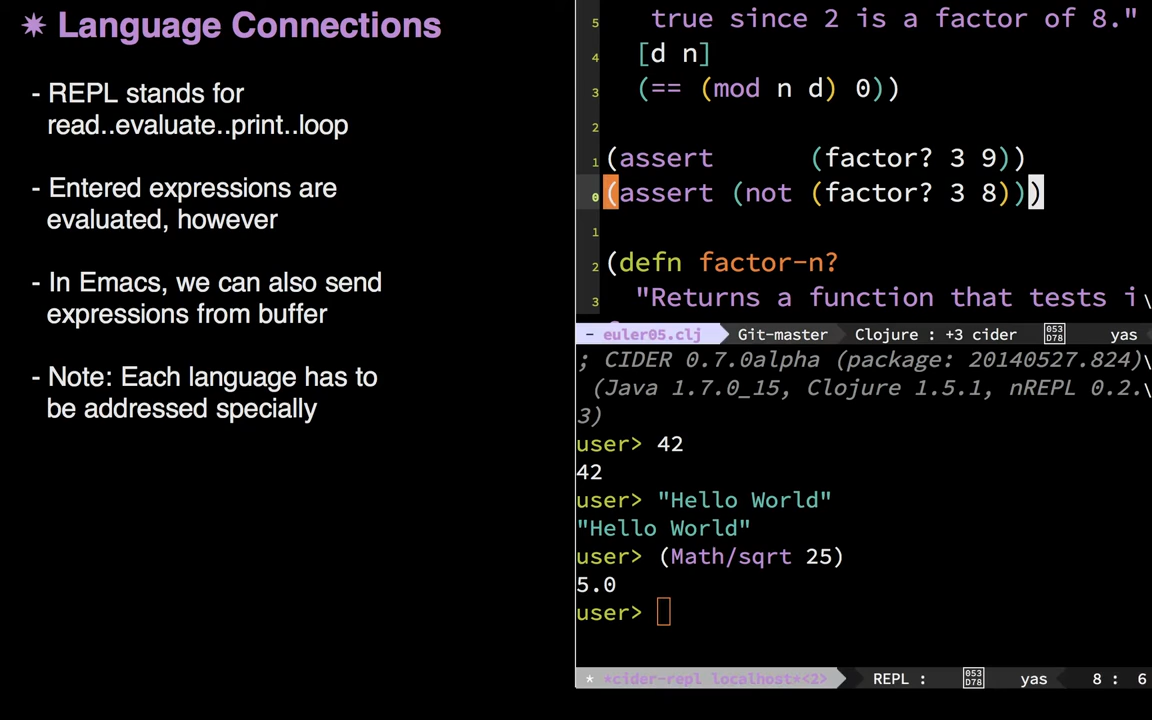 ✷ Language Connections
- REPL stands for
read..evaluate..print..loop
- Entered expressions are
evaluated, however
- In Emacs, we can also send
expressions from buffer
- Note: Each language has to
be addressed specially
5 true since 2 is a factor of 8."
4 [d n]
3 (== (mod n d) 0))
2
1 (assert (factor? 3 9))
0 (assert (not (factor? 3 8)))
1
2 (defn factor-n?
3 "Returns a function that tests i\
- euler05.clj Git-master Clojure : +3 cider 053 D78 yas
; CIDER 0.7.0alpha (package: 20140527.824)\
(Java 1.7.0_15, Clojure 1.5.1, nREPL 0.2.\
3)
user> 42
42
user> "Hello World"
"Hello World"
user> (Math/sqrt 25)
5.0
user>
* *cider-repl localhost*<2> REPL : 053 D78 yas 8 : 6